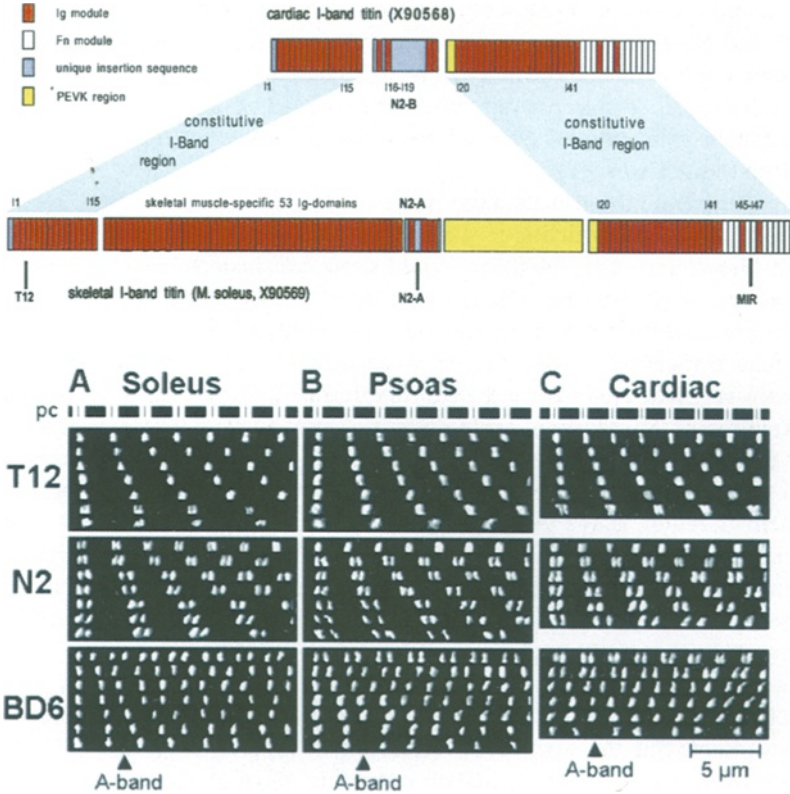 Ig module
Fn module
unique insertion sequence
PEVK region
cardiac I-band titin (X90568)
I1 I15 I16-I19 I20 I41
N2-B
constitutive
I-Band
region
constitutive
I-Band region
I1 I15 skeletal muscle-specific 53 Ig-domains N2-A I20 I41 I45-I47
T12 skeletal I-band titin (M. soleus, X90569) N2-A MIR
A Soleus B Psoas C Cardiac
pc
T12
N2
BD6
A-band A-band A-band 5 µm